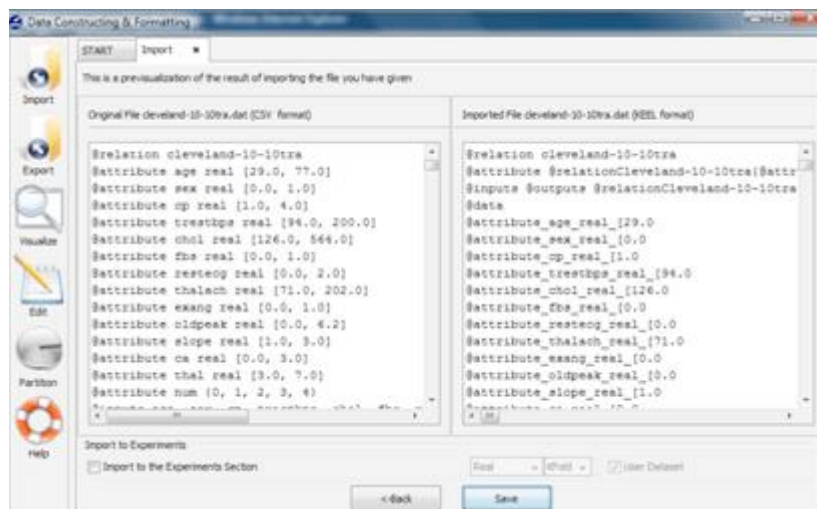 Data Constructing & Formatting
START
Import
This is a previsualization of the result of importing the file you have given
Import
Export
Visualize
Edit
Partition
Help
Original File cleveland-10-10tra.dat (CSV format)
@relation cleveland-10-10tra
@attribute age real [29.0, 77.0]
@attribute sex real [0.0, 1.0]
@attribute cp real [1.0, 4.0]
@attribute trestbps real [94.0, 200.0]
@attribute chol real [126.0, 564.0]
@attribute fbs real [0.0, 1.0]
@attribute restecg real [0.0, 2.0]
@attribute thalach real [71.0, 202.0]
@attribute exang real [0.0, 1.0]
@attribute oldpeak real [0.0, 6.2]
@attribute slope real [1.0, 3.0]
@attribute ca real [0.0, 3.0]
@attribute thal real [3.0, 7.0]
@attribute num {0, 1, 2, 3, 4}
Imported File cleveland-10-10tra.dat (KEEL format)
@relation cleveland-10-10tra
@attribute @relationCleveland-10-10tra{@attr
@inputs @outputs @relationCleveland-10-10tra
@data
@attribute_age_real_[29.0
@attribute_sex_real_[0.0
@attribute_cp_real_[1.0
@attribute_trestbps_real_[94.0
@attribute_chol_real_[126.0
@attribute_fbs_real_[0.0
@attribute_restecg_real_[0.0
@attribute_thalach_real_[71.0
@attribute_exang_real_[0.0
@attribute_oldpeak_real_[0.0
@attribute_slope_real_[1.0
Import to Experiments
Import to the Experiments Section
Real
KFold
User Dataset
< Back
Save